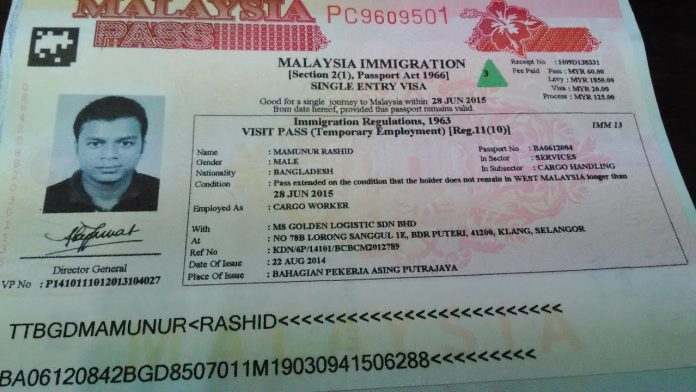 MALAYSIA PC9609501
PASS
MALAYSIA IMMIGRATION
[Section 2(1), Passport Act 1966]
SINGLE ENTRY VISA
3
Receipt No : H09D138331
Fee Paid Pass : MYR 60.00
Levy : MYR 1850.00
Visa : MYR 20.00
Process : MYR 125.00
Good for a single journey to Malaysia within 28 JUN 2015
from date hereof, provided this passport remains valid.
Immigration Regulations, 1963
VISIT PASS (Temporary Employment) [Reg.11(10)] IMM 13
Name : MAMUNUR RASHID Passport No : BA0612084
Gender : MALE In Sector : SERVICES
Nationality : BANGLADESH In Subsector : CARGO HANDLING
Condition : Pass extended on the condition that the holder does not remain in WEST MALAYSIA longer than
28 JUN 2015
Employed As : CARGO WORKER
With : MS GOLDEN LOGISTIC SDN BHD
At : NO 78B LORONG SANGGUL 1E, BDR PUTERI, 41200, KLANG, SELANGOR
Ref No : KDN/6P/14101/BCBCM2012789
Date Of Issue : 22 AUG 2014
Place Of Issue : BAHAGIAN PEKERJA ASING PUTRAJAYA
Director General
VP No : P1410111012013104027
TTBGDMAMUNUR<RASHID<<<<<<<<<<<<<<<<<<<<<<<<<
BA06120842BGD8507011M19030941506288<<<<<<<<<